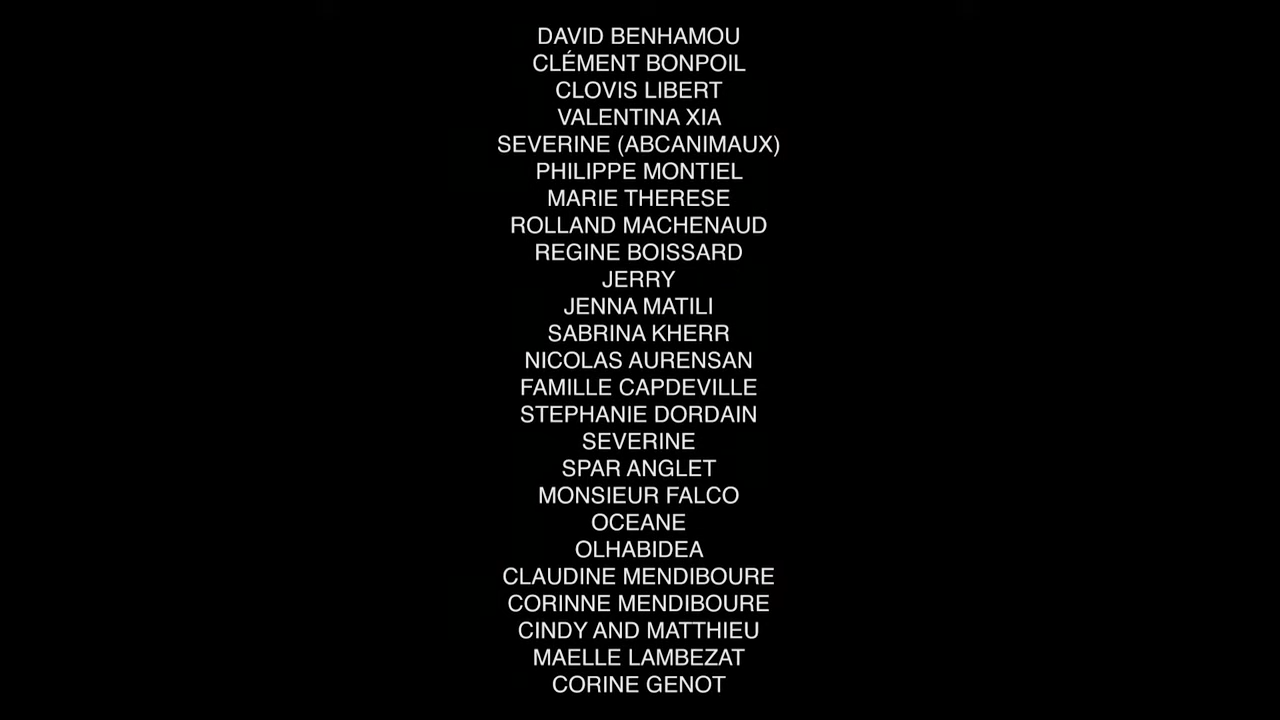 DAVID BENHAMOU
CLÉMENT BONPOIL
CLOVIS LIBERT
VALENTINA XIA
SEVERINE (ABCANIMAUX)
PHILIPPE MONTIEL
MARIE THERESE
ROLLAND MACHENAUD
REGINE BOISSARD
JERRY
JENNA MATILI
SABRINA KHERR
NICOLAS AURENSAN
FAMILLE CAPDEVILLE
STEPHANIE DORDAIN
SEVERINE
SPAR ANGLET
MONSIEUR FALCO
OCEANE
OLHABIDEA
CLAUDINE MENDIBOURE
CORINNE MENDIBOURE
CINDY AND MATTHIEU
MAELLE LAMBEZAT
CORINE GENOT